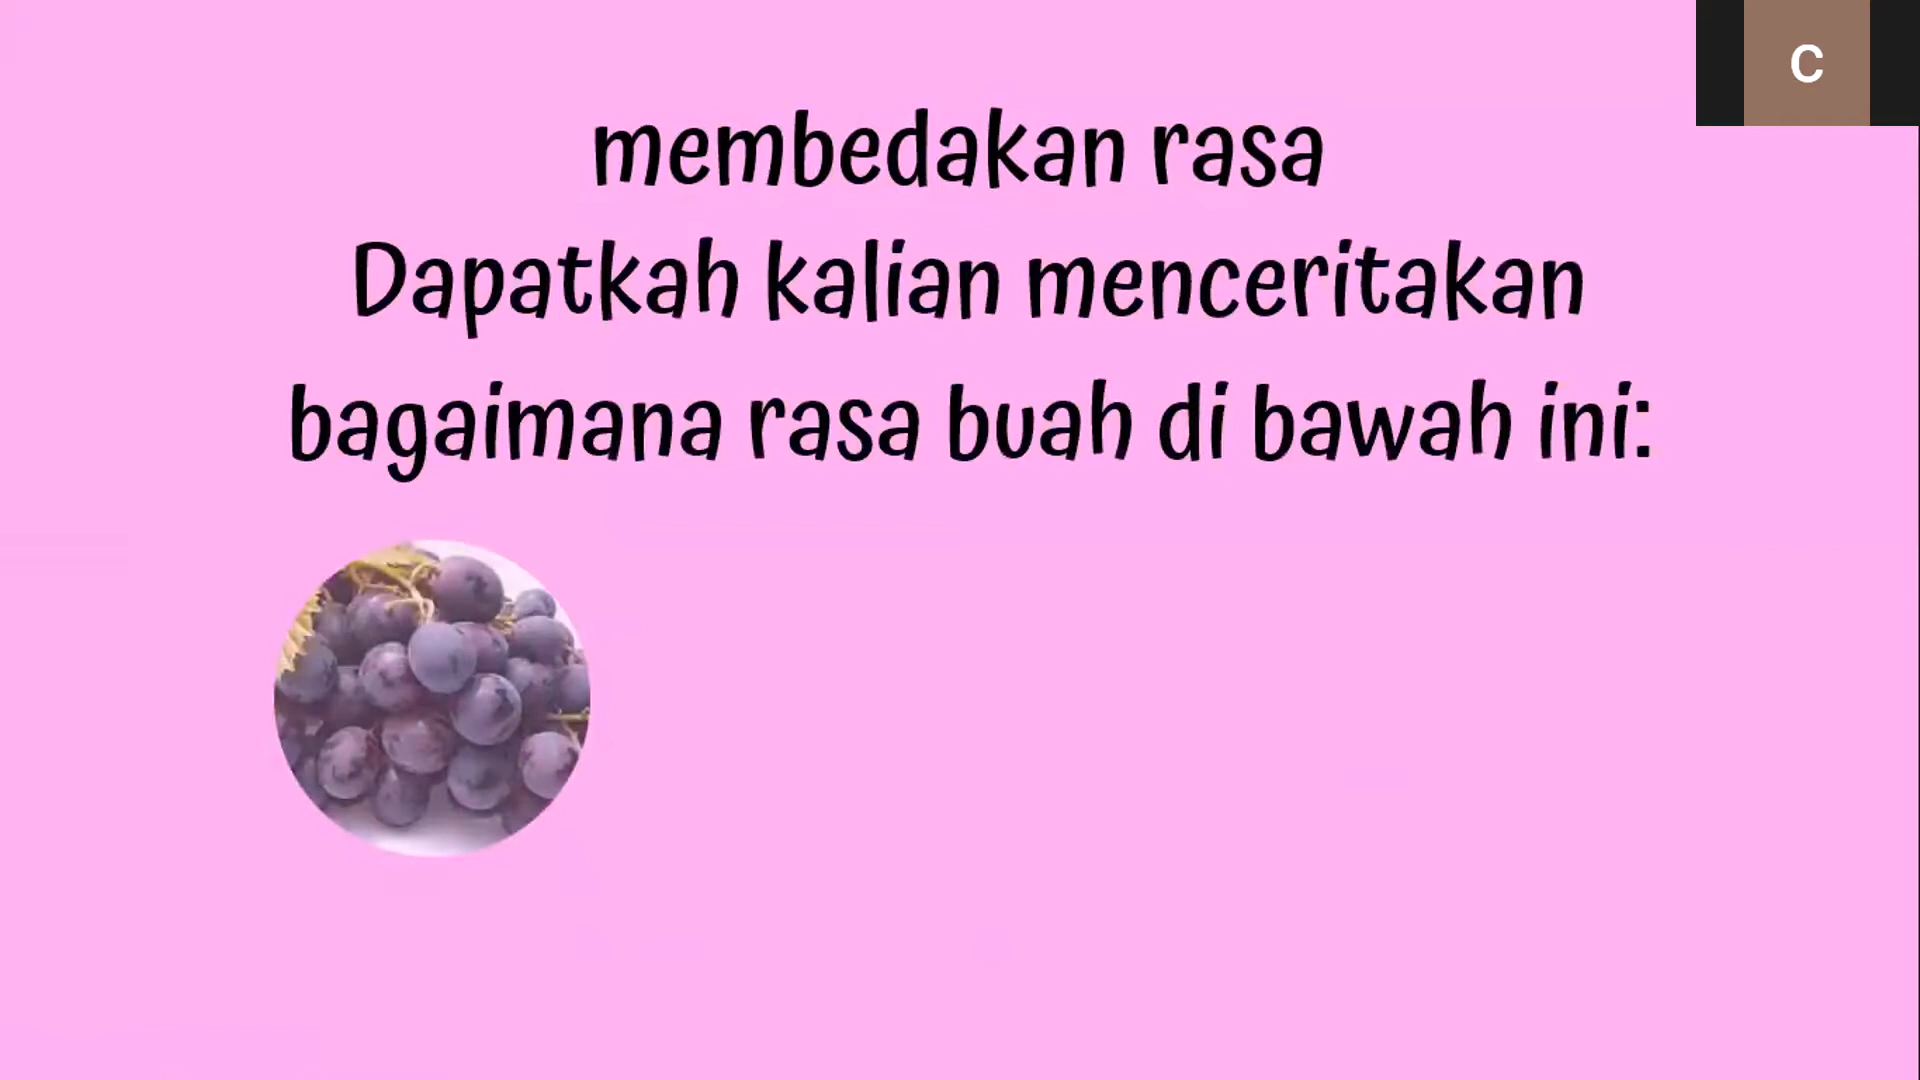 C
membedakan rasa
Dapatkah kalian menceritakan
bagaimana rasa buah di bawah ini: